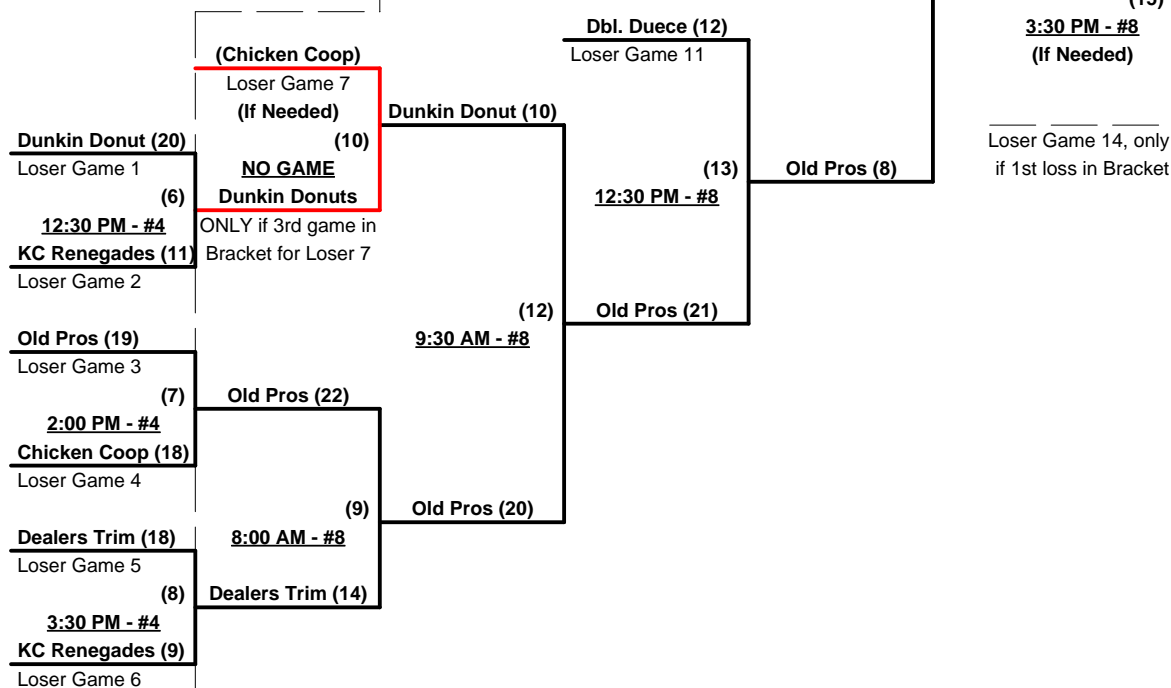 (15)
3:30 PM - #8
(If Needed)
Dbl. Duece (12)
Loser Game 11
(Chicken Coop)
Loser Game 7
(If Needed)
(10)
NO GAME
Dunkin Donuts
ONLY if 3rd game in
Bracket for Loser 7
Dunkin Donut (10)
Dunkin Donut (20)
Loser Game 1
(6)
12:30 PM - #4
KC Renegades (11)
Loser Game 2
(13)
12:30 PM - #8
Old Pros (8)
Loser Game 14, only
if 1st loss in Bracket
(12)
9:30 AM - #8
Old Pros (21)
Old Pros (19)
Loser Game 3
(7)
2:00 PM - #4
Chicken Coop (18)
Loser Game 4
Old Pros (22)
(9)
8:00 AM - #8
Old Pros (20)
Dealers Trim (18)
Loser Game 5
(8)
3:30 PM - #4
KC Renegades (9)
Loser Game 6
Dealers Trim (14)